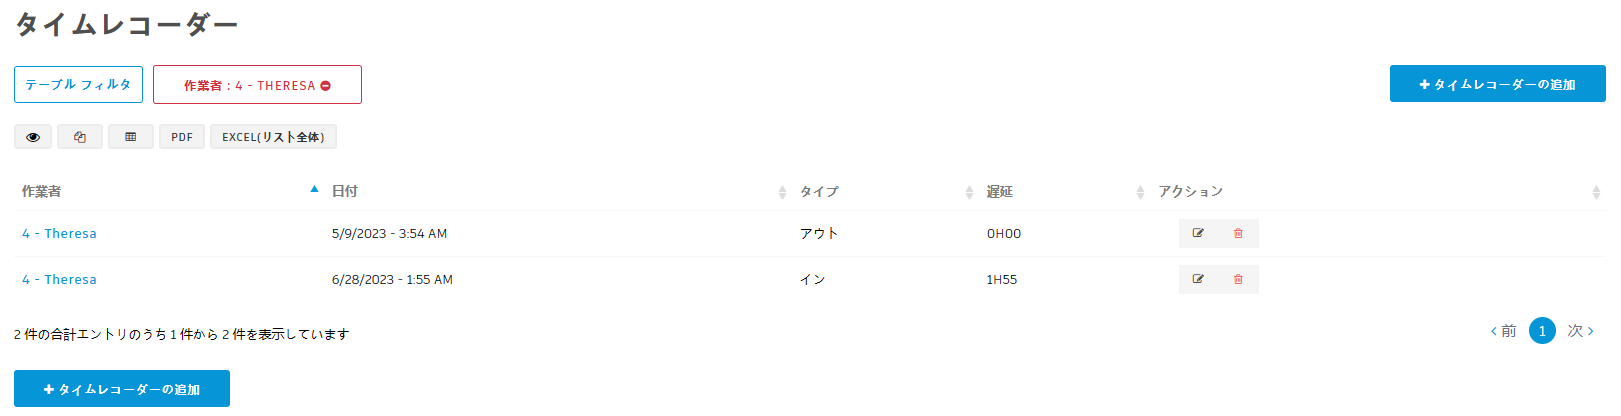 タイムレコーダー
テーブル フィルタ 作業者 : 4 - THERESA タイムレコーダーの追加
PDF EXCEL(リスト全体)
作業者 日付 タイプ 遅延 アクション
4 - Theresa 5/9/2023 - 3:54 AM アウト 0H00
4 - Theresa 6/28/2023 - 1:55 AM イン 1H55
2 件の合計エントリのうち 1 件から 2 件を表示しています 前 1 次
タイムレコーダーの追加